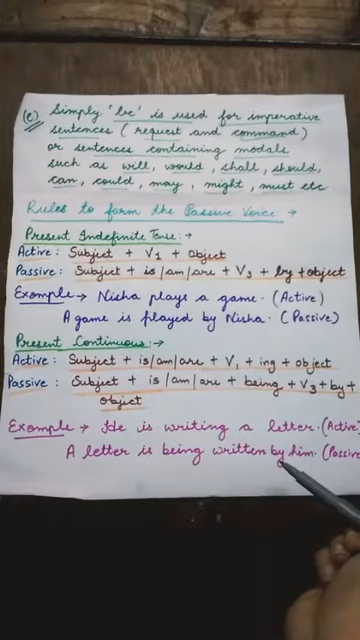 (e) Simply 'be' is used for imperative
sentences (request and command)
or sentences containing modals
such as will, would, shall, should,
can, could, may, might, must etc
Rules to form the Passive Voice →
Present Indefinite Tense :→
Active : Subject + V1 + object
Passive : Subject + is/am/are + V3 + by + object
Example → Nisha plays a game. (Active)
A game is played by Nisha. (Passive)
Present Continuous :→
Active : Subject + is/am/are + V1 + ing + object
Passive : Subject + is/am/are + being + V3 + by +
object
Example → He is writing a letter. (Active)
A letter is being written by him. (Passive